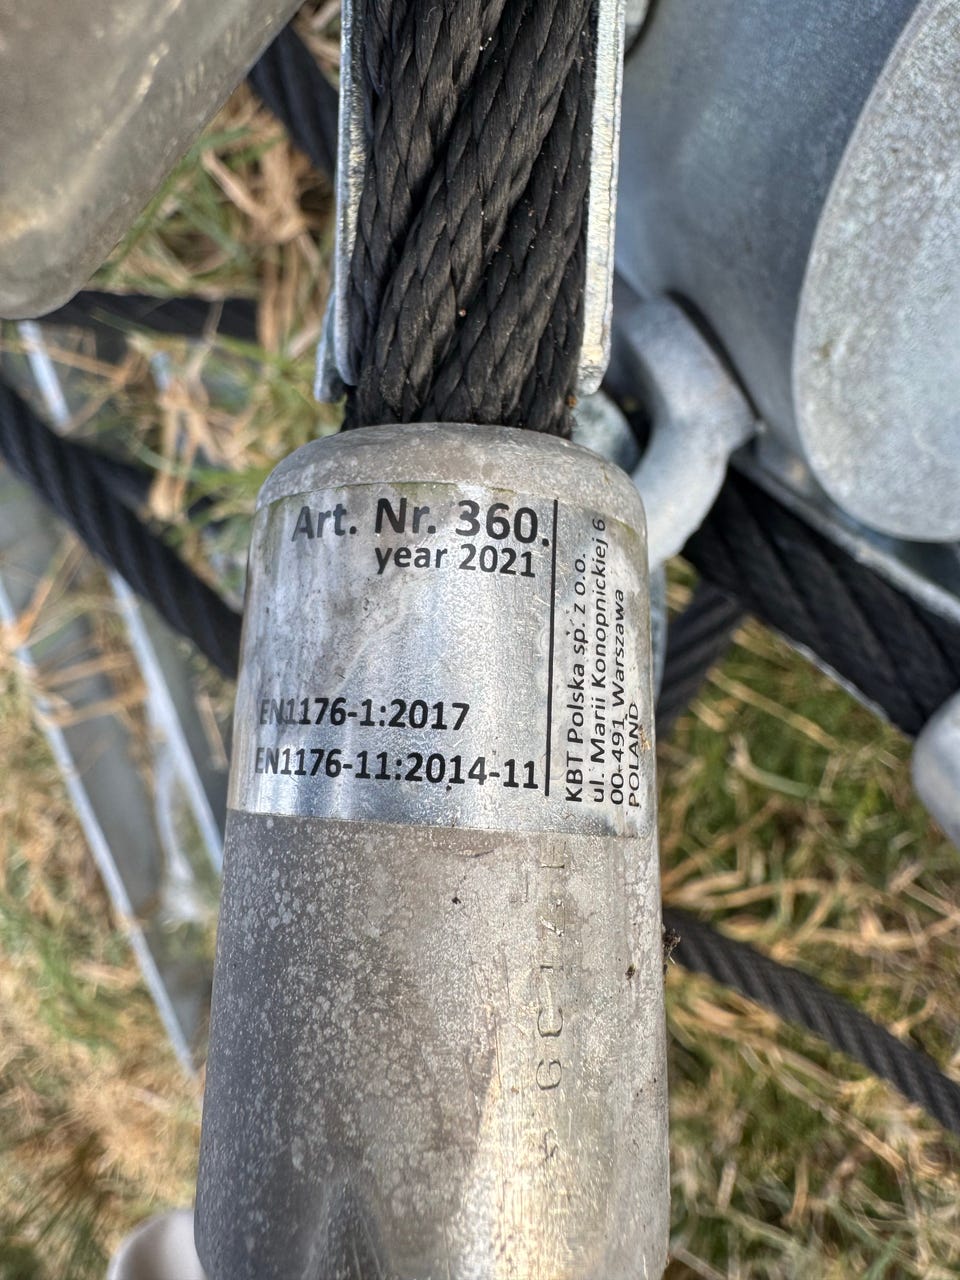 Art. Nr. 360.
year 2021
EN1176-1:2017
EN1176-11:2014-11
KBT Polska sp. z o.o.
ul. Marii Konopnickiej 6
00-491 Warszawa
POLAND